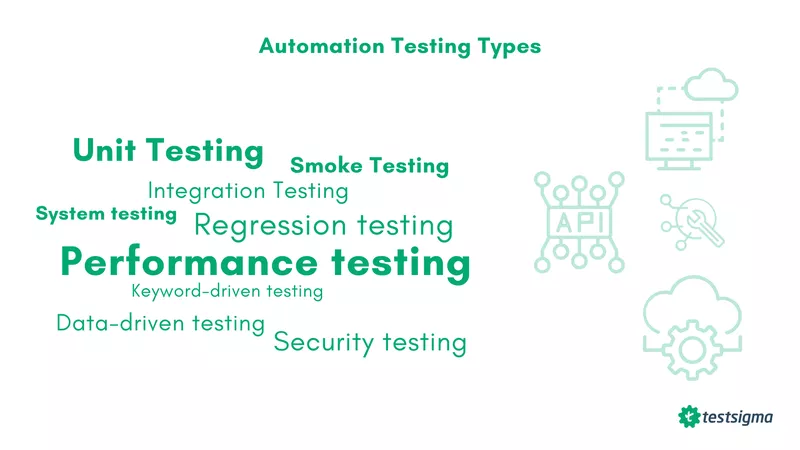 Automation Testing Types
Unit Testing
Smoke Testing
Integration Testing
System testing
Regression testing
Performance testing
Keyword-driven testing
Data-driven testing
Security testing
API
testsigma